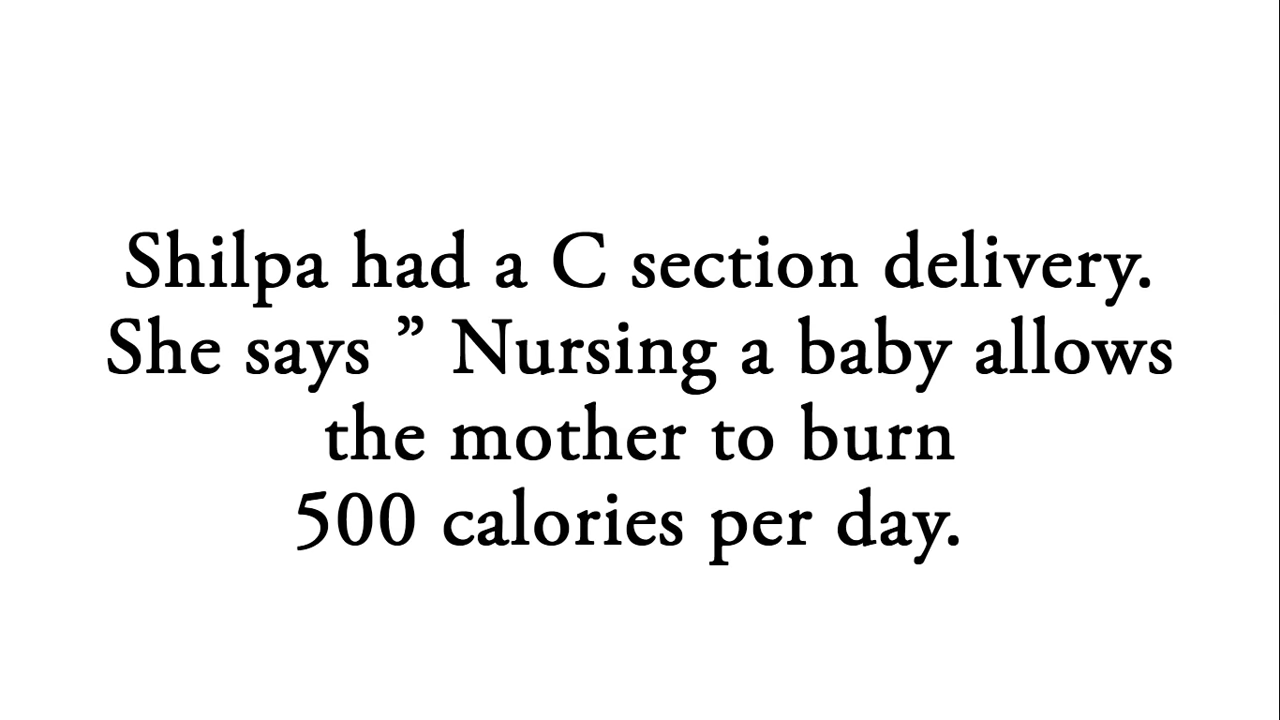 Shilpa had a C section delivery.
She says ” Nursing a baby allows
the mother to burn
500 calories per day.